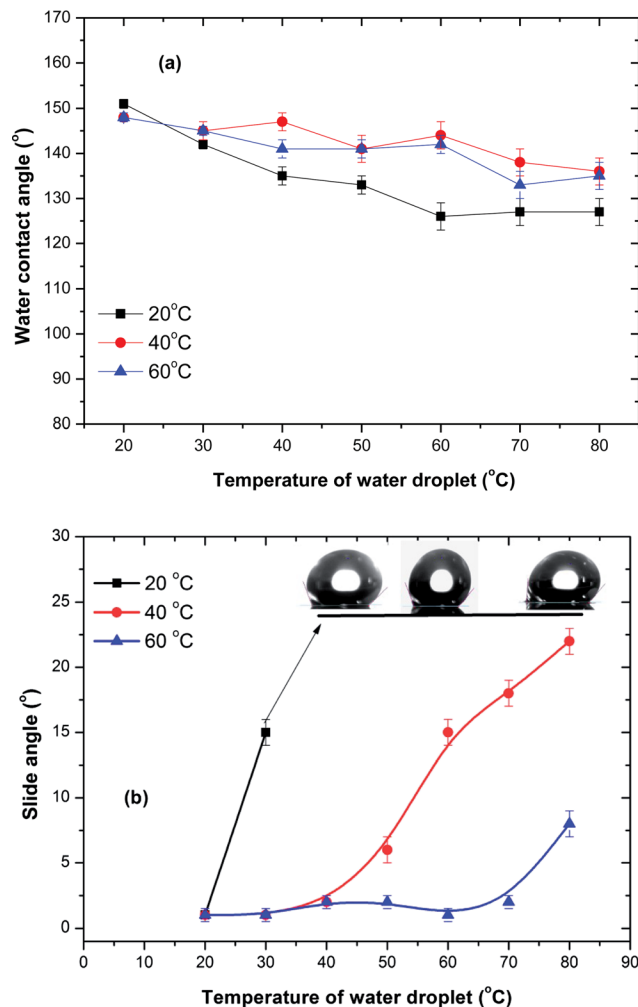 170
160
150
140
130
120
110
100
90
80
Water contact angle (°)
(a)
20°C
40°C
60°C
20 30 40 50 60 70 80
Temperature of water droplet (°C)
30
25
20
15
10
5
0
Slide angle (°)
20 °C
40 °C
60 °C
(b)
0 10 20 30 40 50 60 70 80 90
Temperature of water droplet (°C)